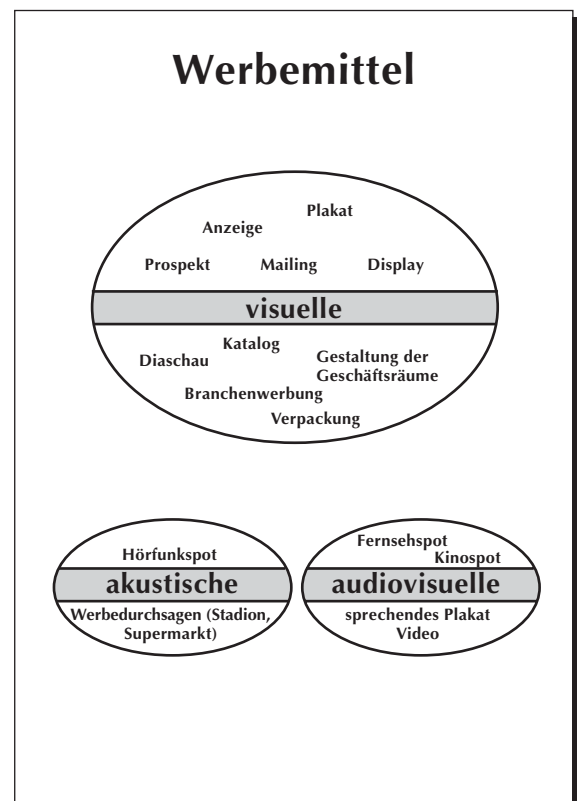 Werbemittel
Plakat
Anzeige
Prospekt Mailing Display
visuelle
Katalog
Diaschau
Gestaltung der
Geschäftsräume
Branchenwerbung
Verpackung
Hörfunkspot
akustische
Werbedurchsagen (Stadion,
Supermarkt)
Fernsehspot
Kinospot
audiovisuelle
sprechendes Plakat
Video